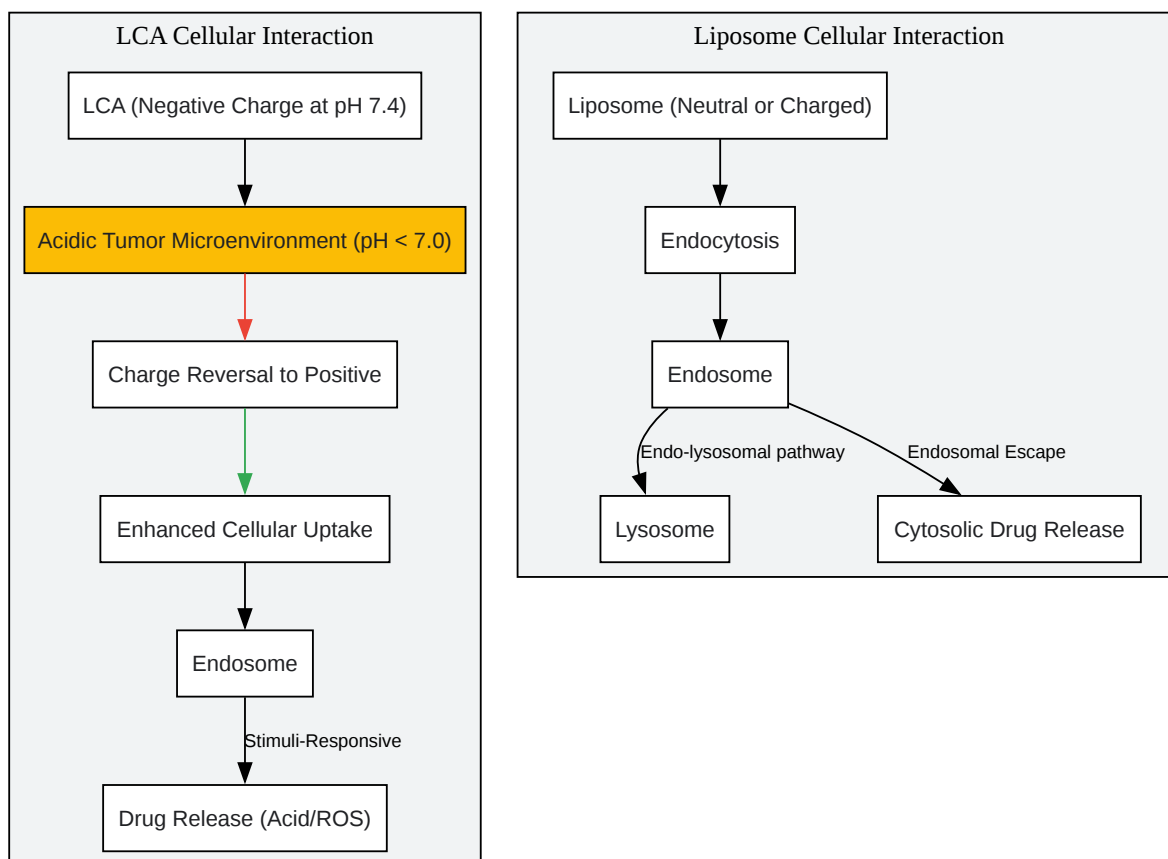 LCA Cellular Interaction
LCA (Negative Charge at pH 7.4)
Acidic Tumor Microenvironment (pH < 7.0)
Charge Reversal to Positive
Enhanced Cellular Uptake
Endosome
Stimuli-Responsive
Drug Release (Acid/ROS)
Liposome Cellular Interaction
Liposome (Neutral or Charged)
Endocytosis
Endosome
Endo-lysosomal pathway
Endosomal Escape
Lysosome
Cytosolic Drug Release